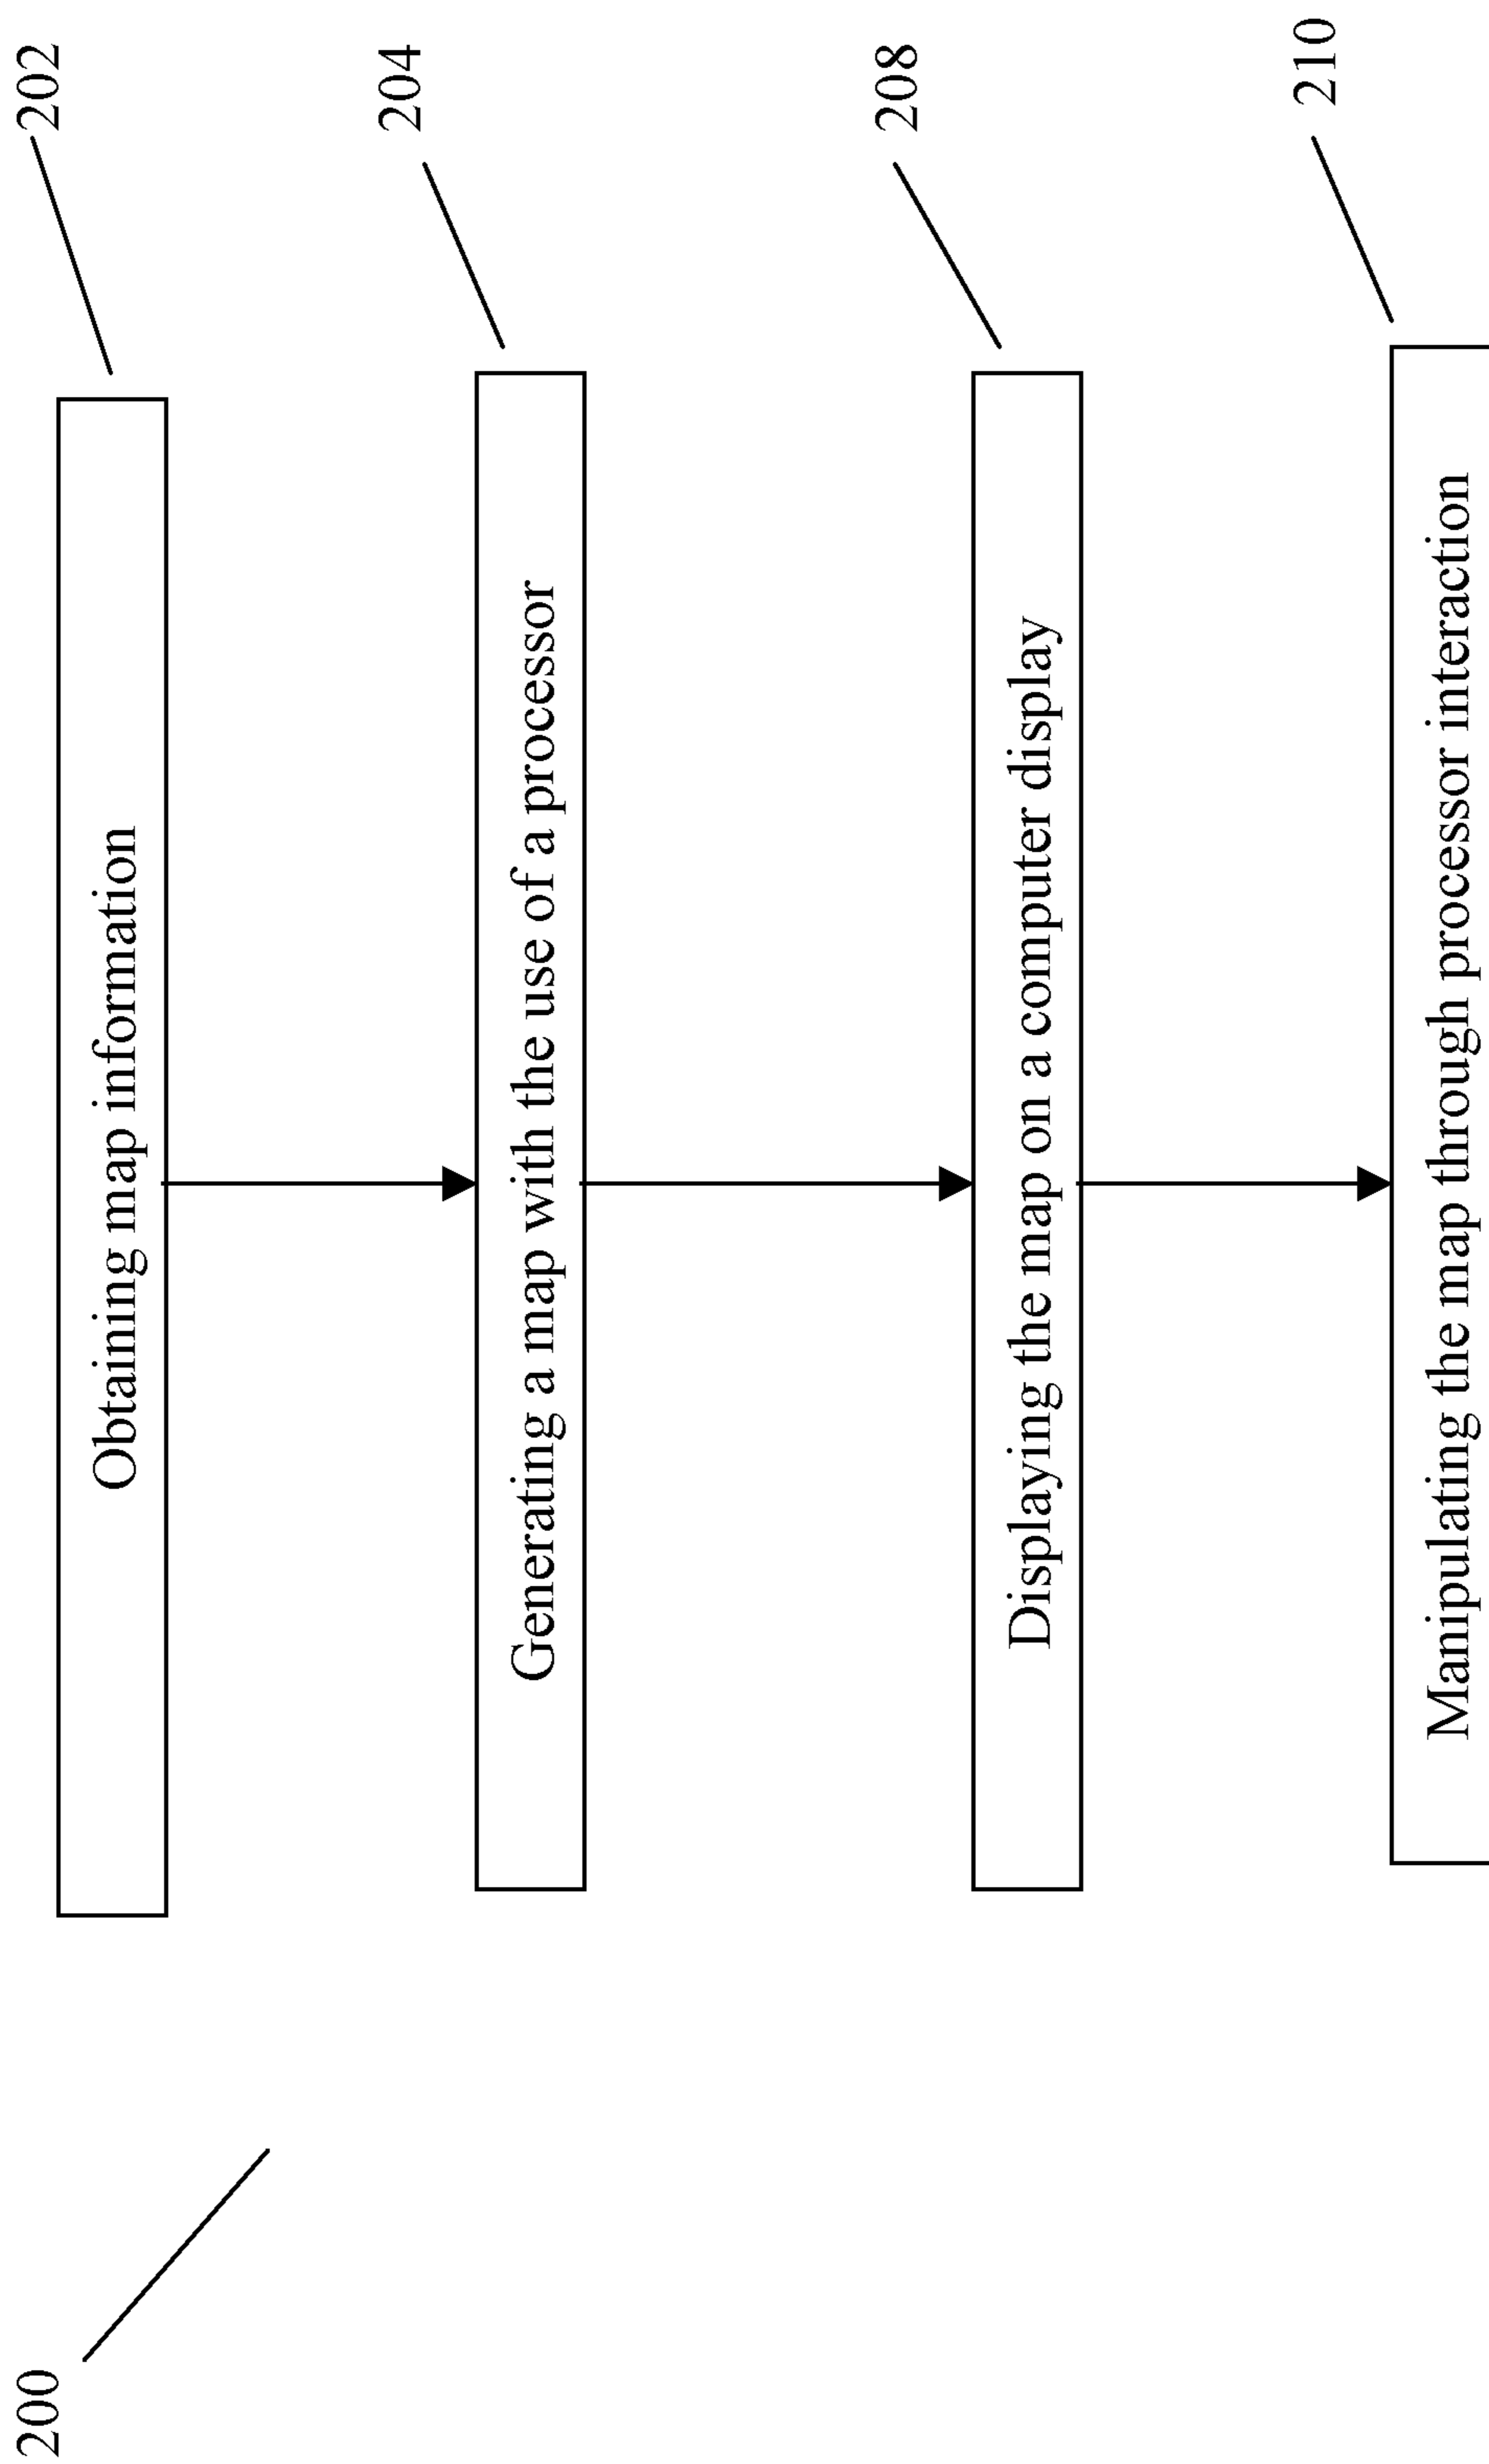 200
202
Obtaining map information
204
Generating a map with the use of a processor
208
Displaying the map on a computer display
210
Manipulating the map through processor interaction